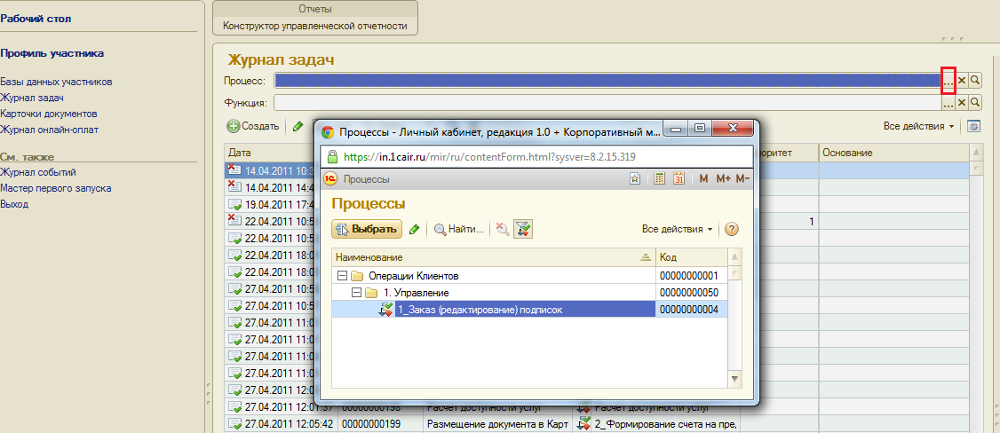 Рабочий стол
Профиль участника
Базы данных участников
Журнал задач
Карточки документов
Журнал онлайн-оплат
См. также
Журнал событий
Мастер первого запуска
Выход
Отчеты
Конструктор управленческой отчетности
Журнал задач
Процесс:
Функция:
Создать
Все действия
Дата
Основание
14.04.2011 10:3
14.04.2011 14:4
19.04.2011 17:4
22.04.2011 10:5
1
22.04.2011 10:5
22.04.2011 18:0
22.04.2011 18:0
27.04.2011 10:5
27.04.2011 10:5
27.04.2011 11:0
27.04.2011 11:0
27.04.2011 11:0
27.04.2011 11:0
27.04.2011 12:0
27.04.2011 12:01:37 00000000198 Расчет доступности услуг Расчет доступности услуг
27.04.2011 12:05:42 00000000199 Размещение документа в Карт 2_Формирование счета на пре,
Процессы - Личный кабинет, редакция 1.0 + Корпоративный м...
https://in.1cair.ru/mir/ru/contentForm.html?sysver=8.2.15.319
1С Процессы
M M+ M-
Процессы
Выбрать
Найти...
Все действия
Наименование Код
Операции Клиентов 00000000001
1. Управление 00000000050
1_Заказ (редактирование) подписок 00000000004